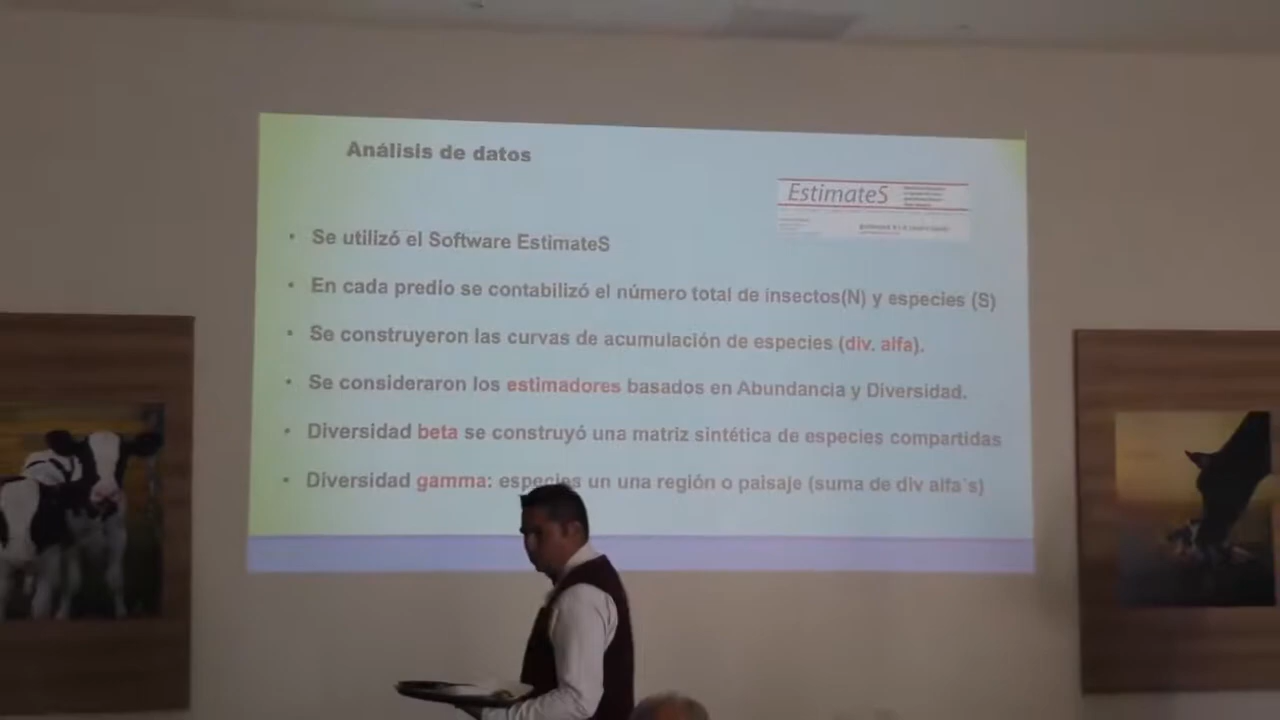 Análisis de datos
EstimateS
• Se utilizó el Software EstimateS
• En cada predio se contabilizó el número total de insectos(N) y especies (S)
• Se construyeron las curvas de acumulación de especies (div. alfa).
• Se consideraron los estimadores basados en Abundancia y Diversidad.
• Diversidad beta se construyó una matriz sintética de especies compartidas
• Diversidad gamma: especies un una región o paisaje (suma de div alfa´s)